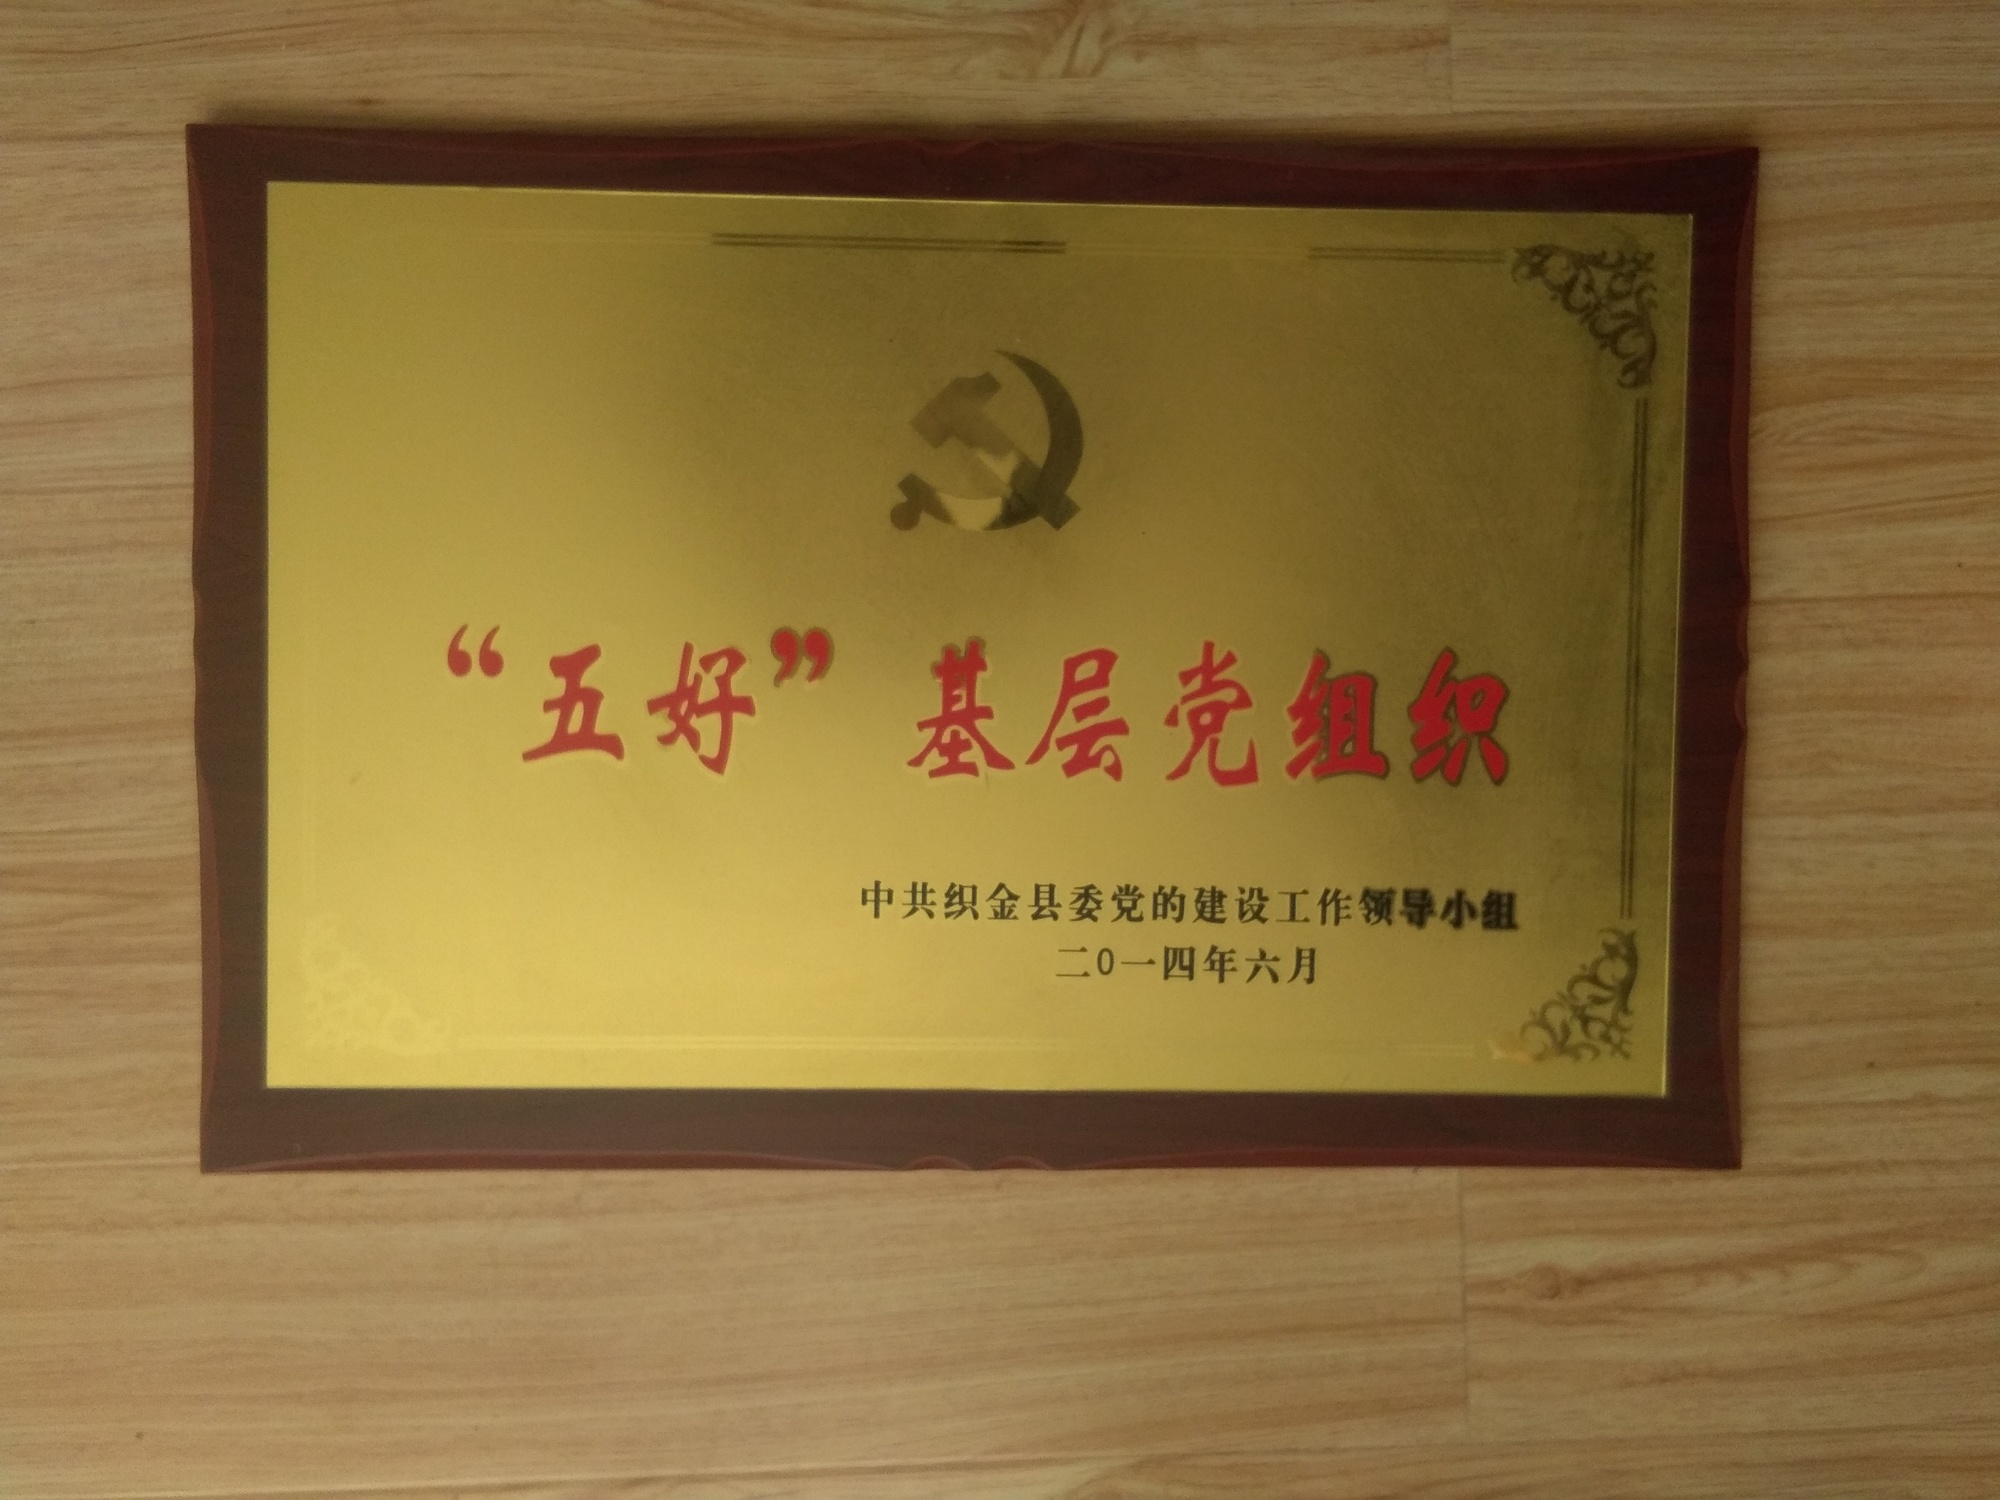 “五好”基层党组织
中共织金县委党的建设工作领导小组
二0一四年六月